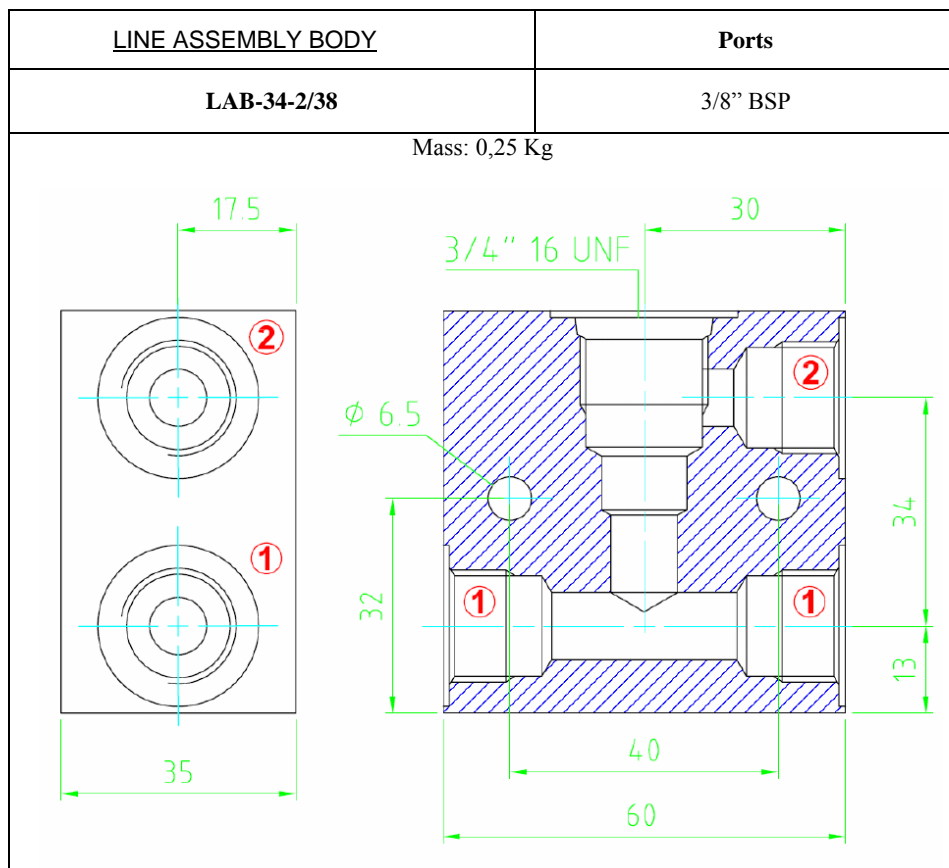 LINE ASSEMBLY BODY
Ports
LAB-34-2/38
3/8” BSP
Mass: 0,25 Kg
17.5
30
3/4” 16 UNF
2
2
Φ 6.5
34
1
32
1
1
13
35
40
60